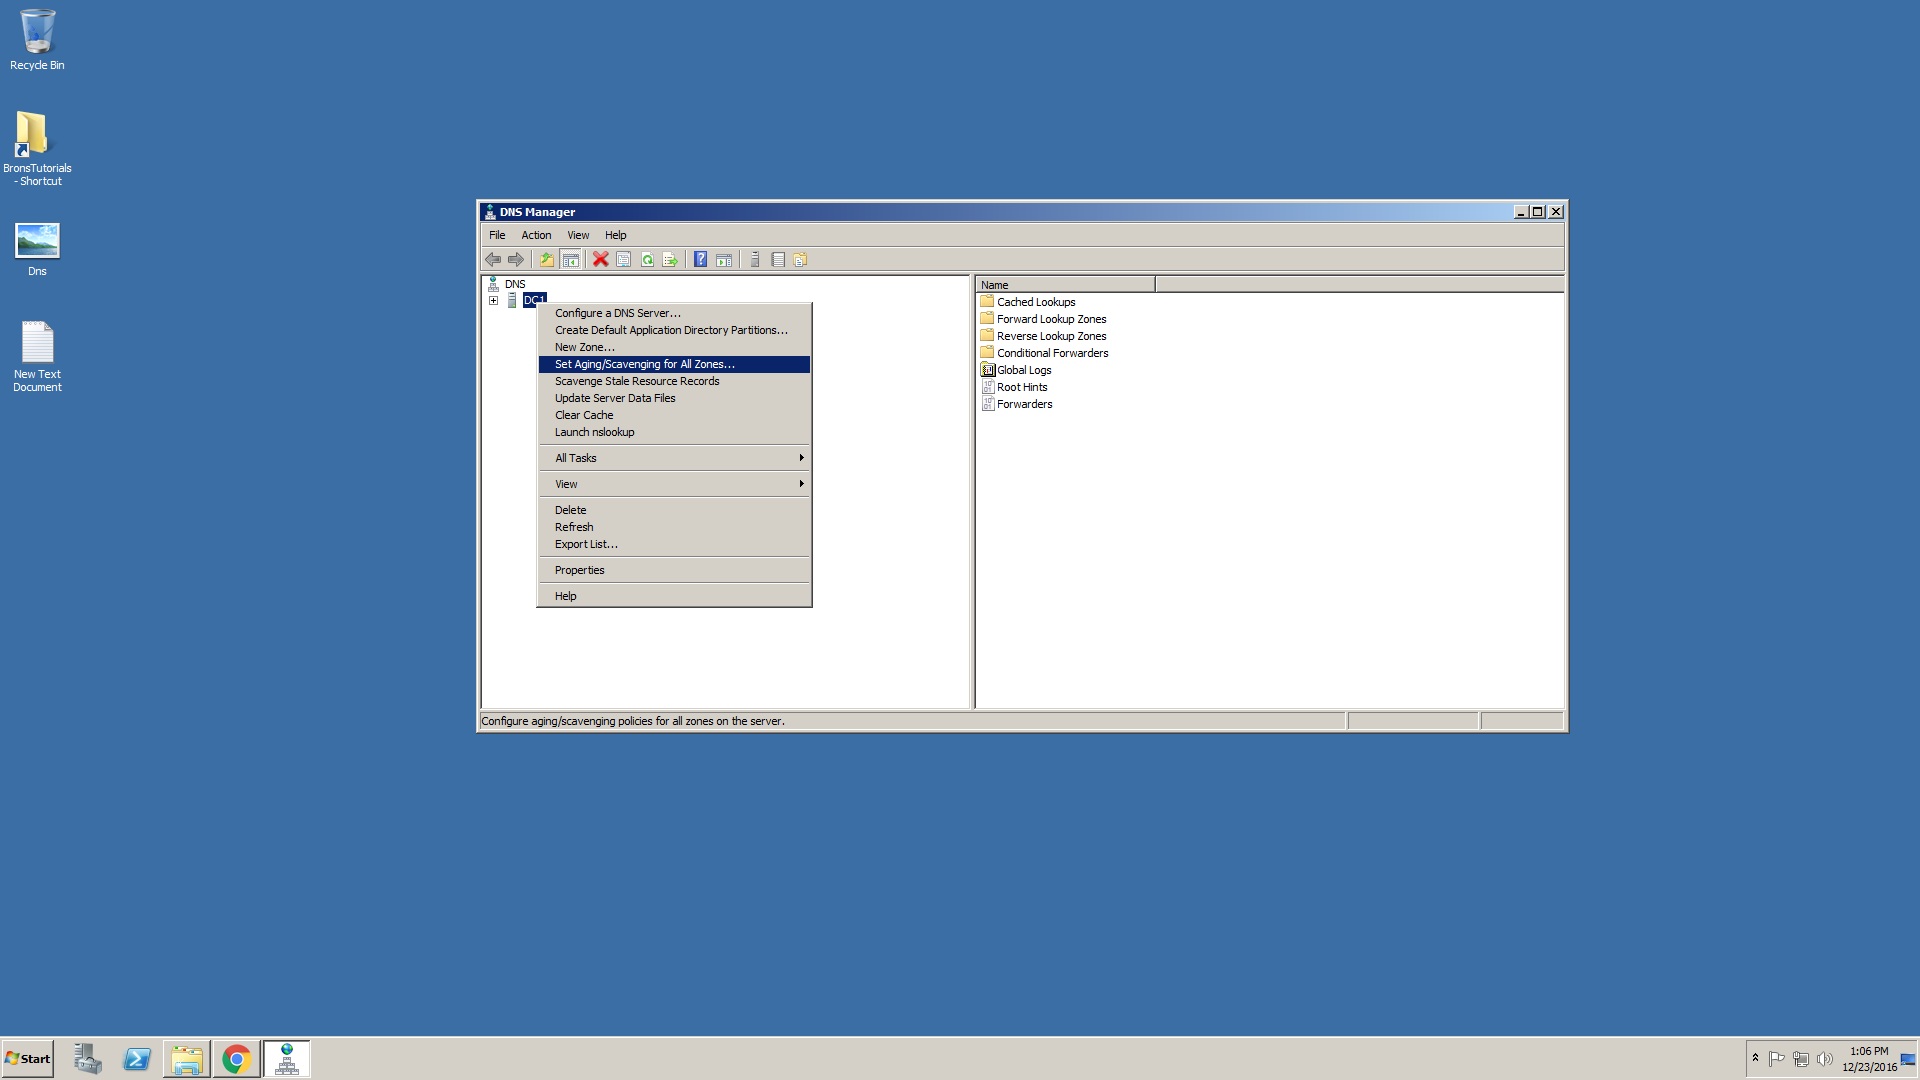 Recycle Bin
BronsTutorials
- Shortcut
Dns
New Text
Document
DNS Manager
File Action View Help
DNS
DC1
Configure a DNS Server...
Create Default Application Directory Partitions...
New Zone...
Set Aging/Scavenging for All Zones...
Scavenge Stale Resource Records
Update Server Data Files
Clear Cache
Launch nslookup
All Tasks
View
Delete
Refresh
Export List...
Properties
Help
Name
Cached Lookups
Forward Lookup Zones
Reverse Lookup Zones
Conditional Forwarders
Global Logs
Root Hints
Forwarders
Configure aging/scavenging policies for all zones on the server.
Start
1:06 PM
12/23/2016